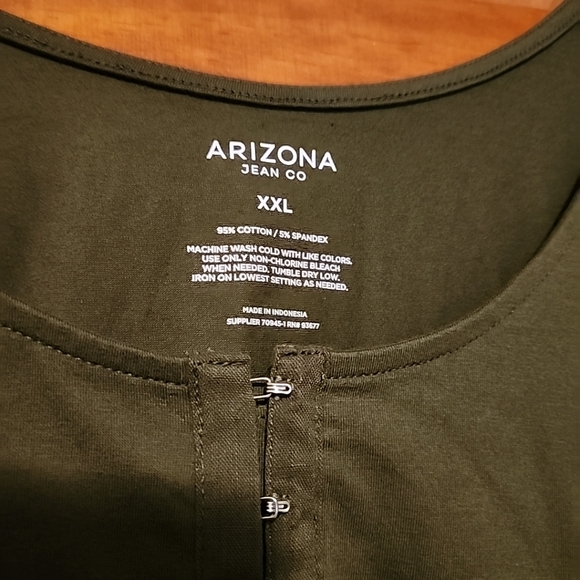 ARIZONA
JEAN CO
XXL
95% COTTON / 5% SPANDEX
MACHINE WASH COLD WITH LIKE COLORS.
USE ONLY NON-CHLORINE BLEACH
WHEN NEEDED. TUMBLE DRY LOW.
IRON ON LOWEST SETTING AS NEEDED.
MADE IN INDONESIA
SUPPLIER 70945-1 RN# 93677